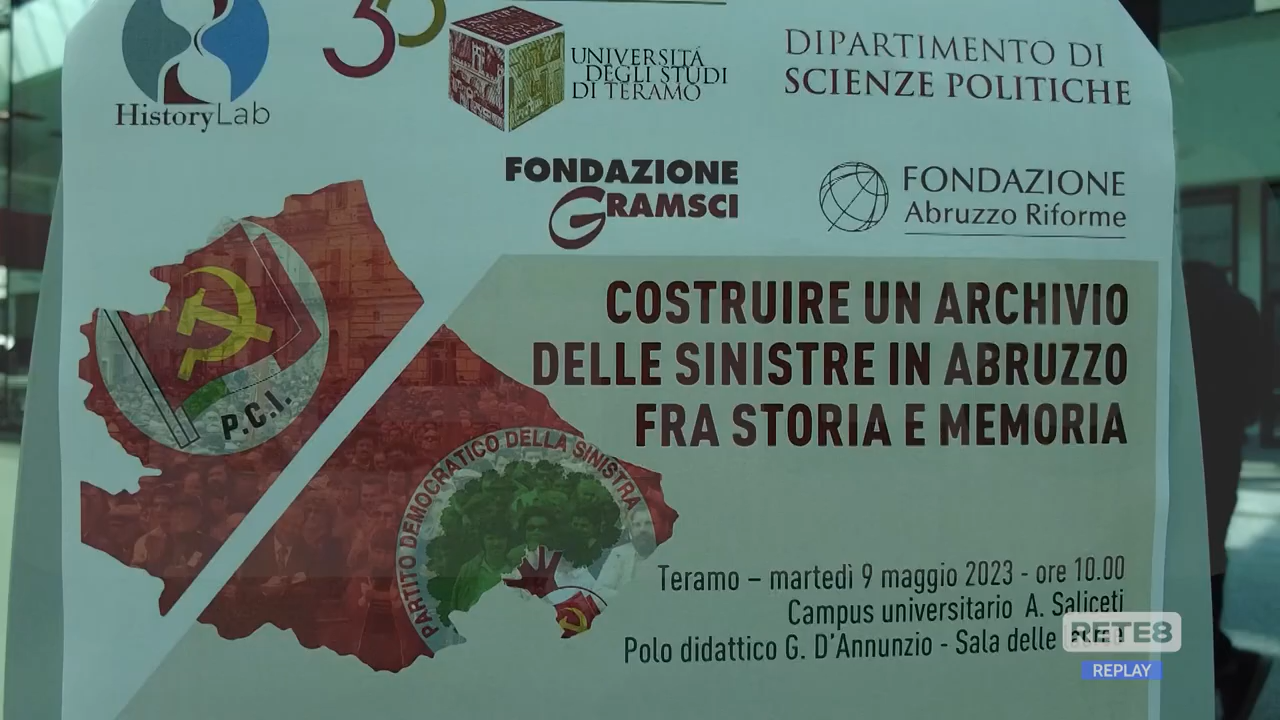 HistoryLab
30
UNIVERSITÁ
DEGLI STUDI
DI TERAMO
DIPARTIMENTO DI
SCIENZE POLITICHE
FONDAZIONE
GRAMSCI
FONDAZIONE
Abruzzo Riforme
COSTRUIRE UN ARCHIVIO
DELLE SINISTRE IN ABRUZZO
FRA STORIA E MEMORIA
P.C.I.
PARTITO DEMOCRATICO DELLA SINISTRA
Teramo – martedì 9 maggio 2023 - ore 10.00
Campus universitario A. Saliceti
Polo didattico G. D'Annunzio - Sala delle
RETE8
REPLAY